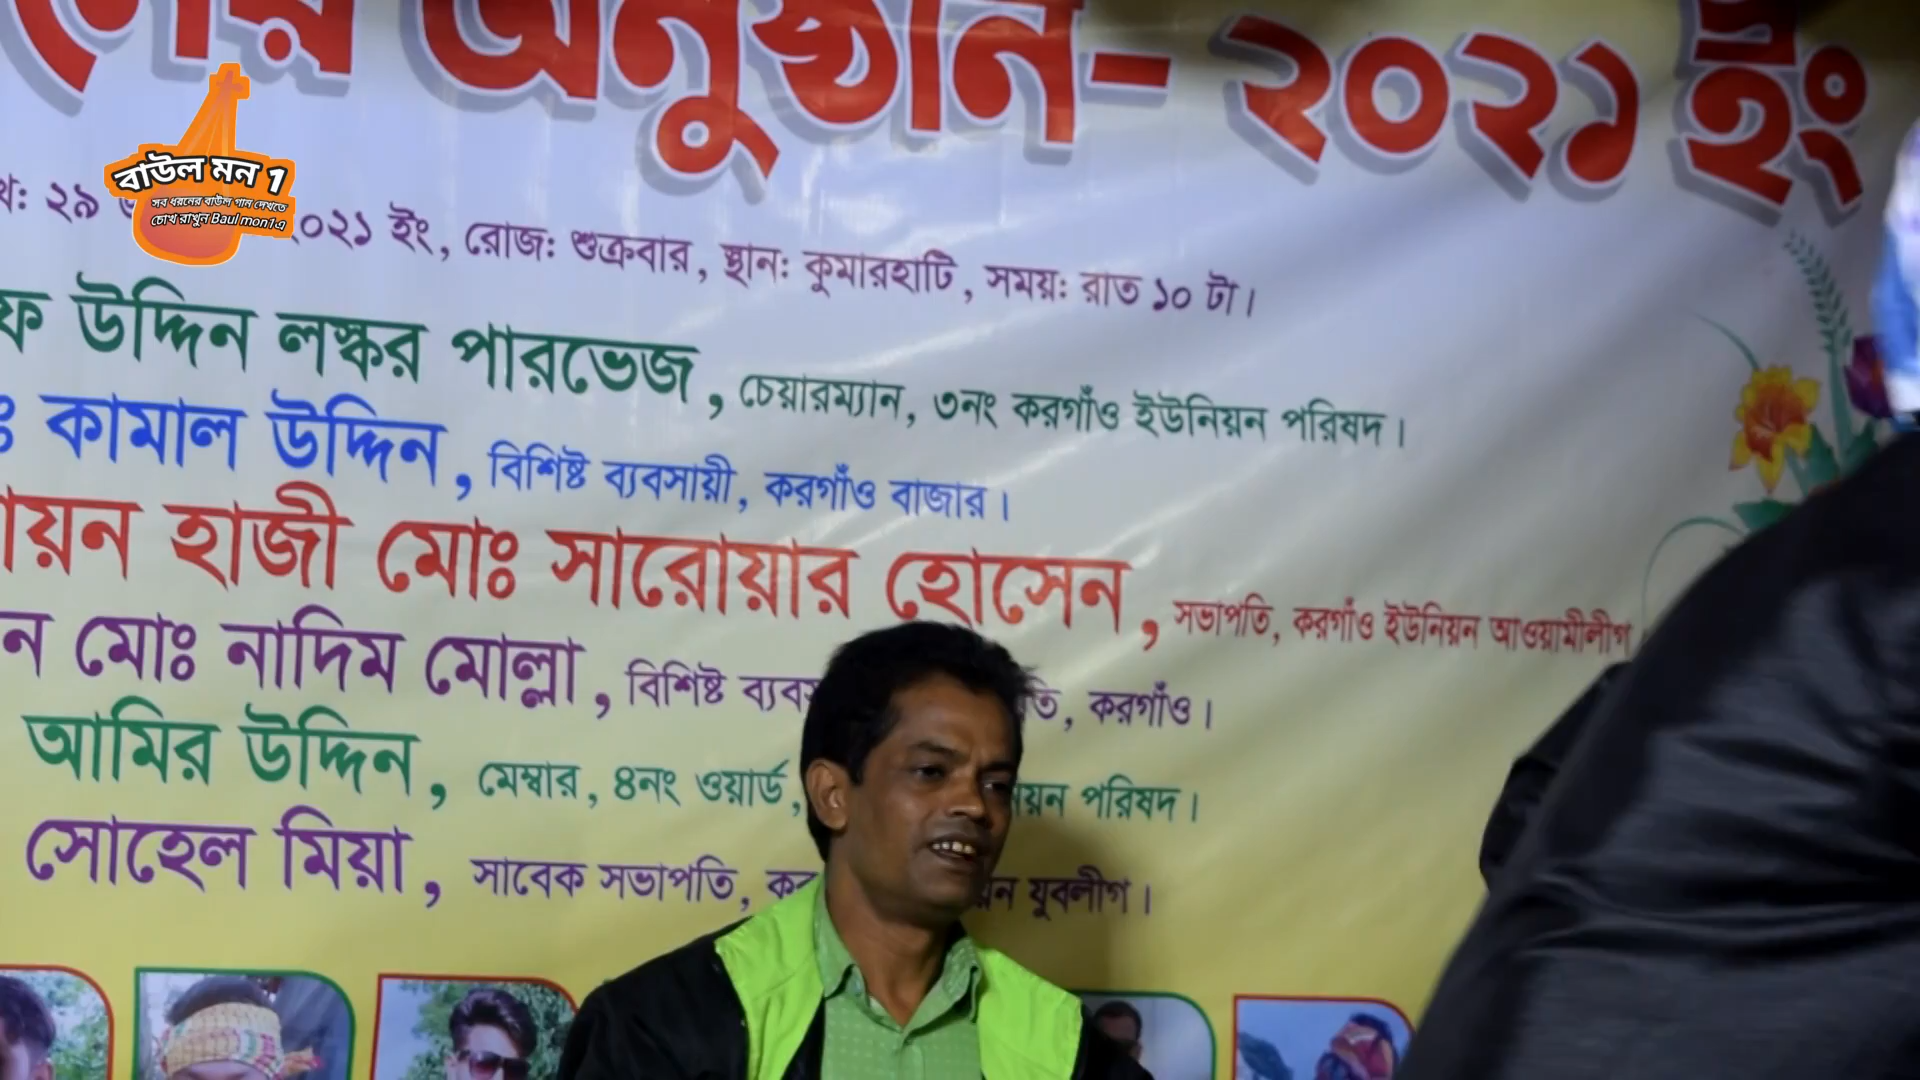 অনুষ্ঠান- ২০২১ ইং
বাউল মন 1
সব ধরনের বাউল গান দেখতে
চোখ রাখুন Baul mon1এ
২৯ ২০২১ ইং, রোজ: শুক্রবার, স্থান: কুমারহাটি, সময়: রাত ১০ টা।
উদ্দিন লস্কর পারভেজ, চেয়ারম্যান, ৩নং করগাঁও ইউনিয়ন পরিষদ।
কামাল উদ্দিন, বিশিষ্ট ব্যবসায়ী, করগাঁও বাজার।
হাজী মোঃ সারোয়ার হোসেন, সভাপতি, করগাঁও ইউনিয়ন আওয়ামীলীগ
মোঃ নাদিম মোল্লা, বিশিষ্ট করগাঁও।
আমির উদ্দিন, মেম্বার, ৪নং ওয়ার্ড, পরিষদ।
সোহেল মিয়া, সাবেক সভাপতি, যুবলীগ।